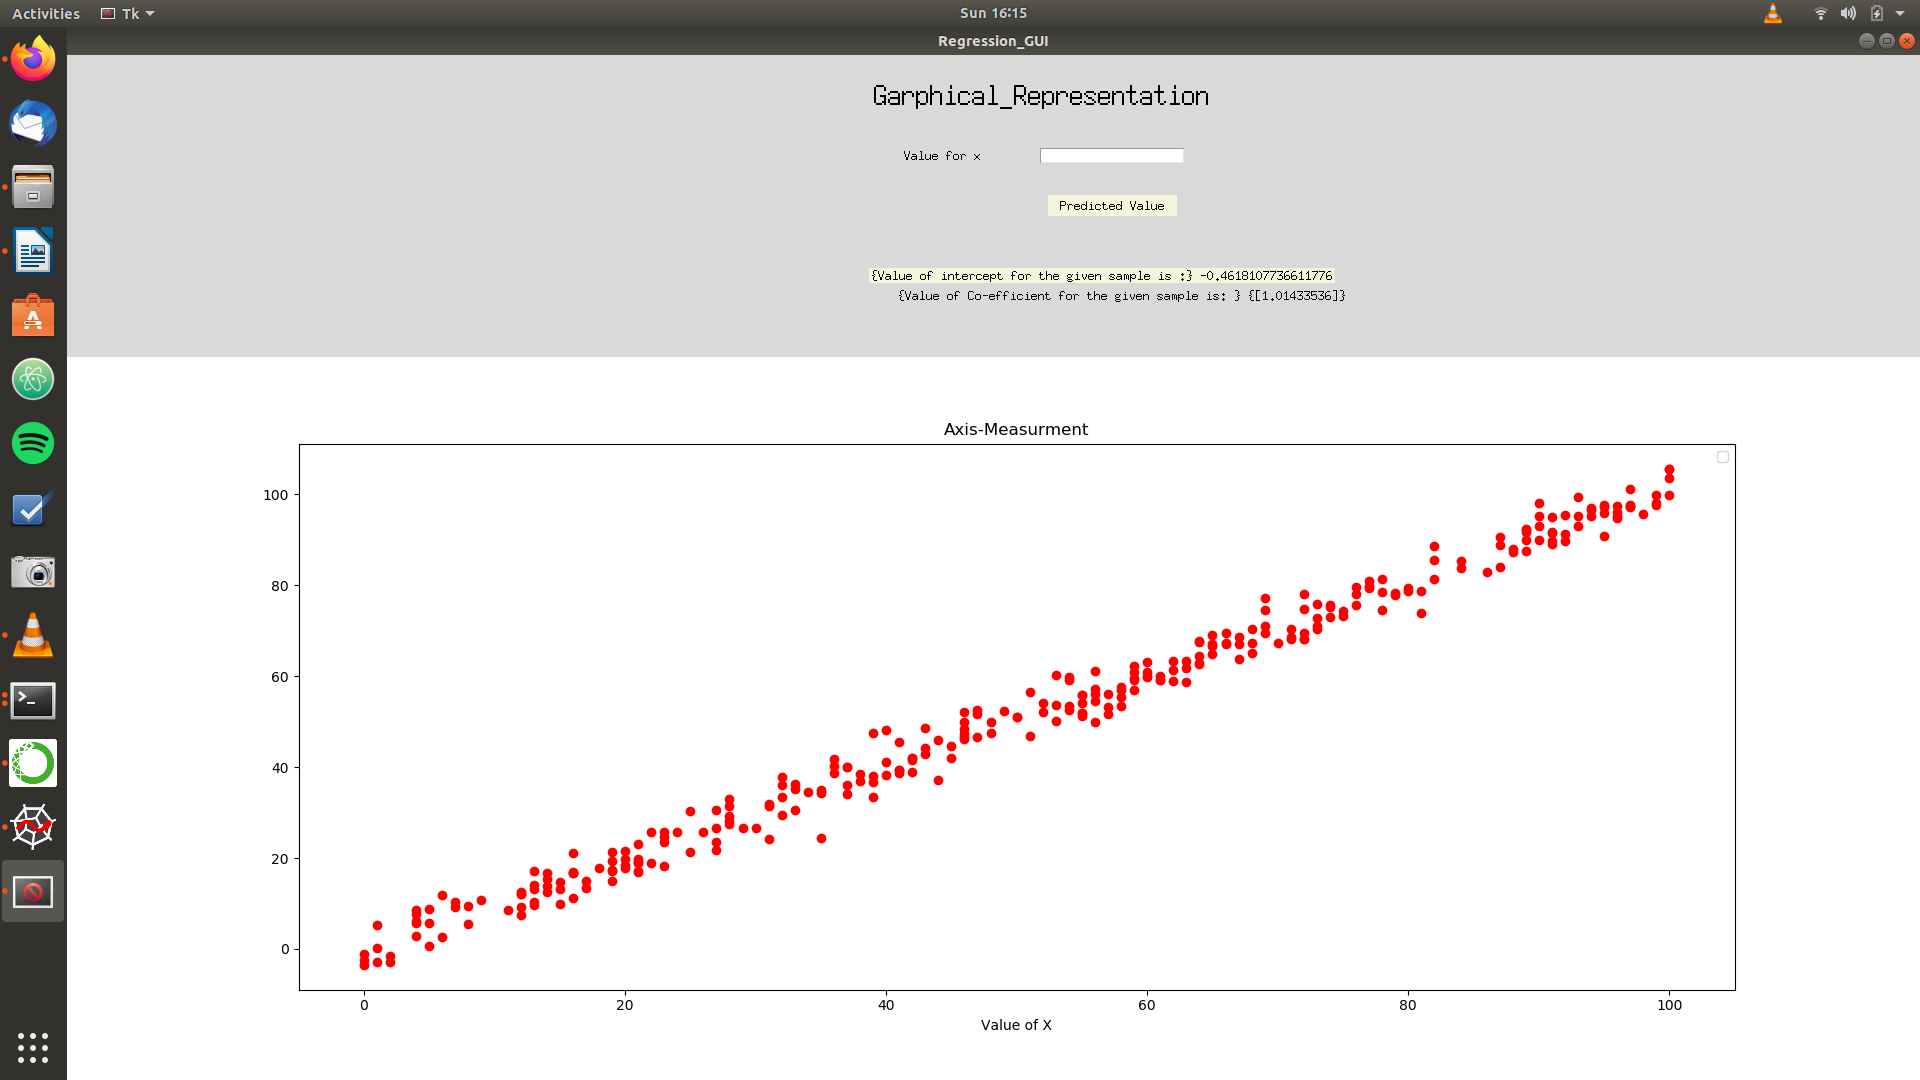 Activities Tk Sun 16:15
Regression_GUI
Garphical_Representation
Value for x
Predicted Value
{Value of intercept for the given sample is :} -0.4618107736611776
{Value of Co-efficient for the given sample is: } {[1.01433536]}
Axis-Measurment
100
80
60
40
20
0
0 20 40 60 80 100
Value of X